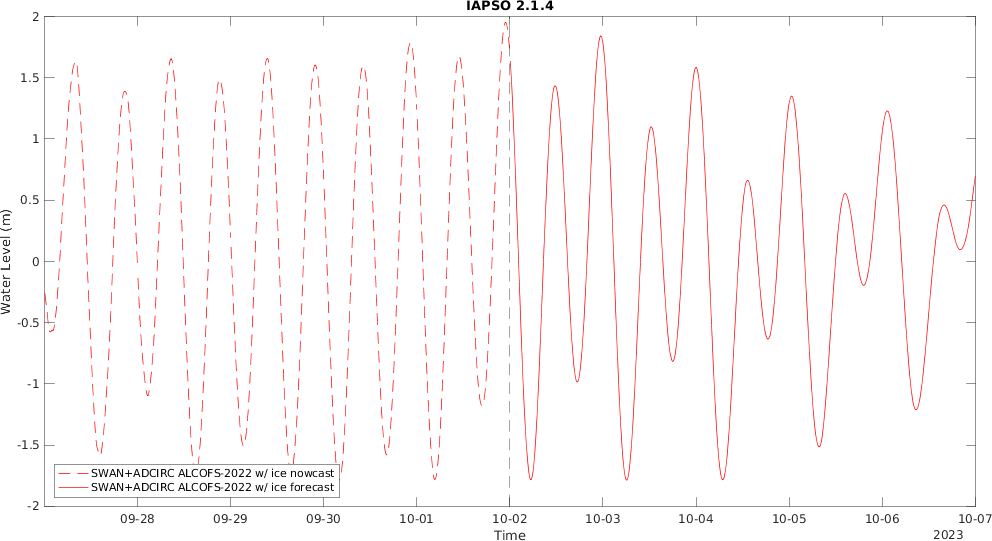 IAPSO 2.1.4
2
1.5
1
0.5
0
-0.5
-1
-1.5
-2
Water Level (m)
SWAN+ADCIRC ALCOFS-2022 w/ ice nowcast
SWAN+ADCIRC ALCOFS-2022 w/ ice forecast
09-28 09-29 09-30 10-01 10-02 10-03 10-04 10-05 10-06 10-07
Time
2023